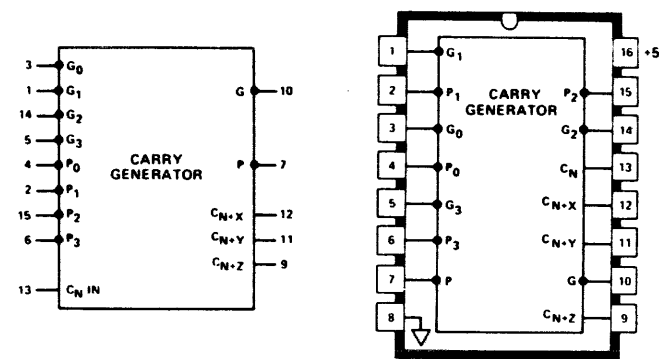 3 G0
1 G1
14 G2
5 G3
4 P0
2 P1
15 P2
6 P3
13 CN IN
CARRY
GENERATOR
G 10
P 7
CN+X 12
CN+Y 11
CN+Z 9
1 G1
2 P1
3 G0
4 P0
5 G3
6 P3
7 P
8
CARRY
GENERATOR
16 +5
P2 15
G2 14
CN 13
CN+X 12
CN+Y 11
G 10
CN+Z 9